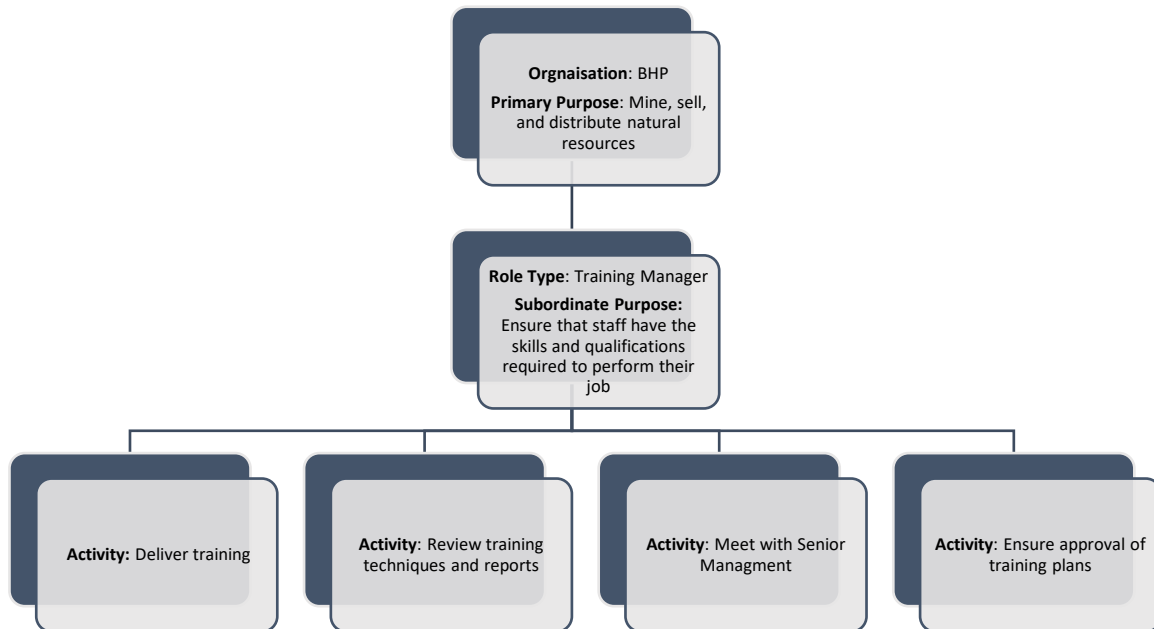 Orgnaisation: BHP
Primary Purpose: Mine, sell,
and distribute natural
resources
Role Type: Training Manager
Subordinate Purpose:
Ensure that staff have the
skills and qualifications
required to perform their
job
Activity: Deliver training
Activity: Review training
techniques and reports
Activity: Meet with Senior
Managment
Activity: Ensure approval of
training plans